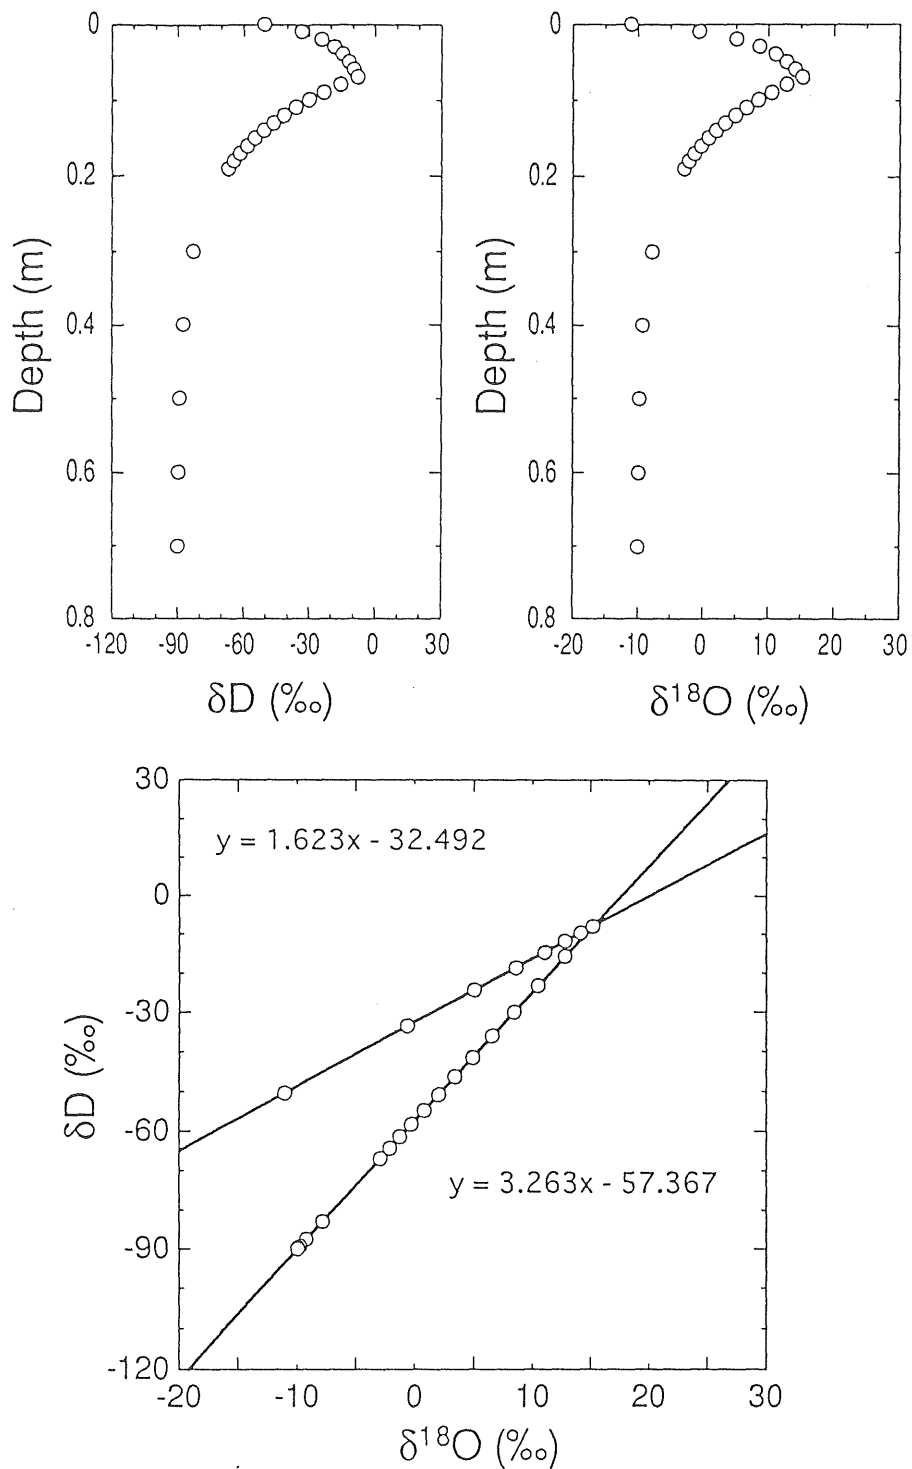 0
0.2
0.4
0.6
0.8
Depth (m)
-120 -90 -60 -30 0 30
δD (‰)
0
0.2
0.4
0.6
0.8
Depth (m)
-20 -10 0 10 20 30
δ¹⁸O (‰)
30
0
-30
-60
-90
-120
δD (‰)
y = 1.623x - 32.492
y = 3.263x - 57.367
-20 -10 0 10 20 30
δ¹⁸O (‰)